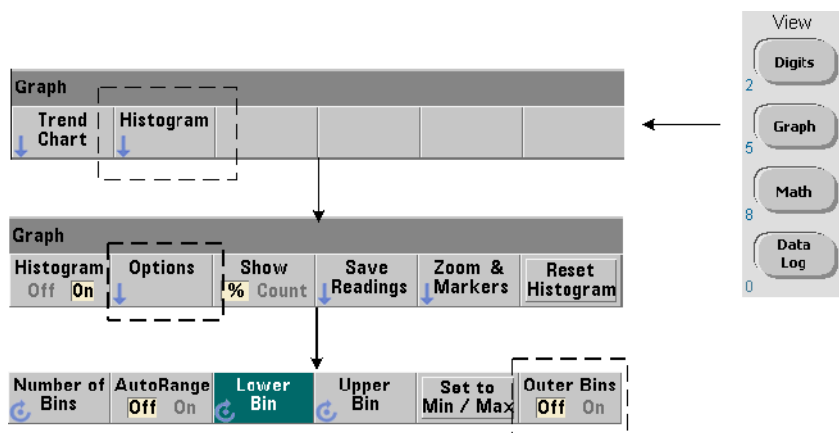 View
Digits
2
Graph
5
Math
8
Data
Log
0
Graph
Trend
Chart
Histogram
Graph
Histogram
Off On
Options
Show
% Count
Save
Readings
Zoom &
Markers
Reset
Histogram
Number of
Bins
AutoRange
Off On
Lower
Bin
Upper
Bin
Set to
Min / Max
Outer Bins
Off On